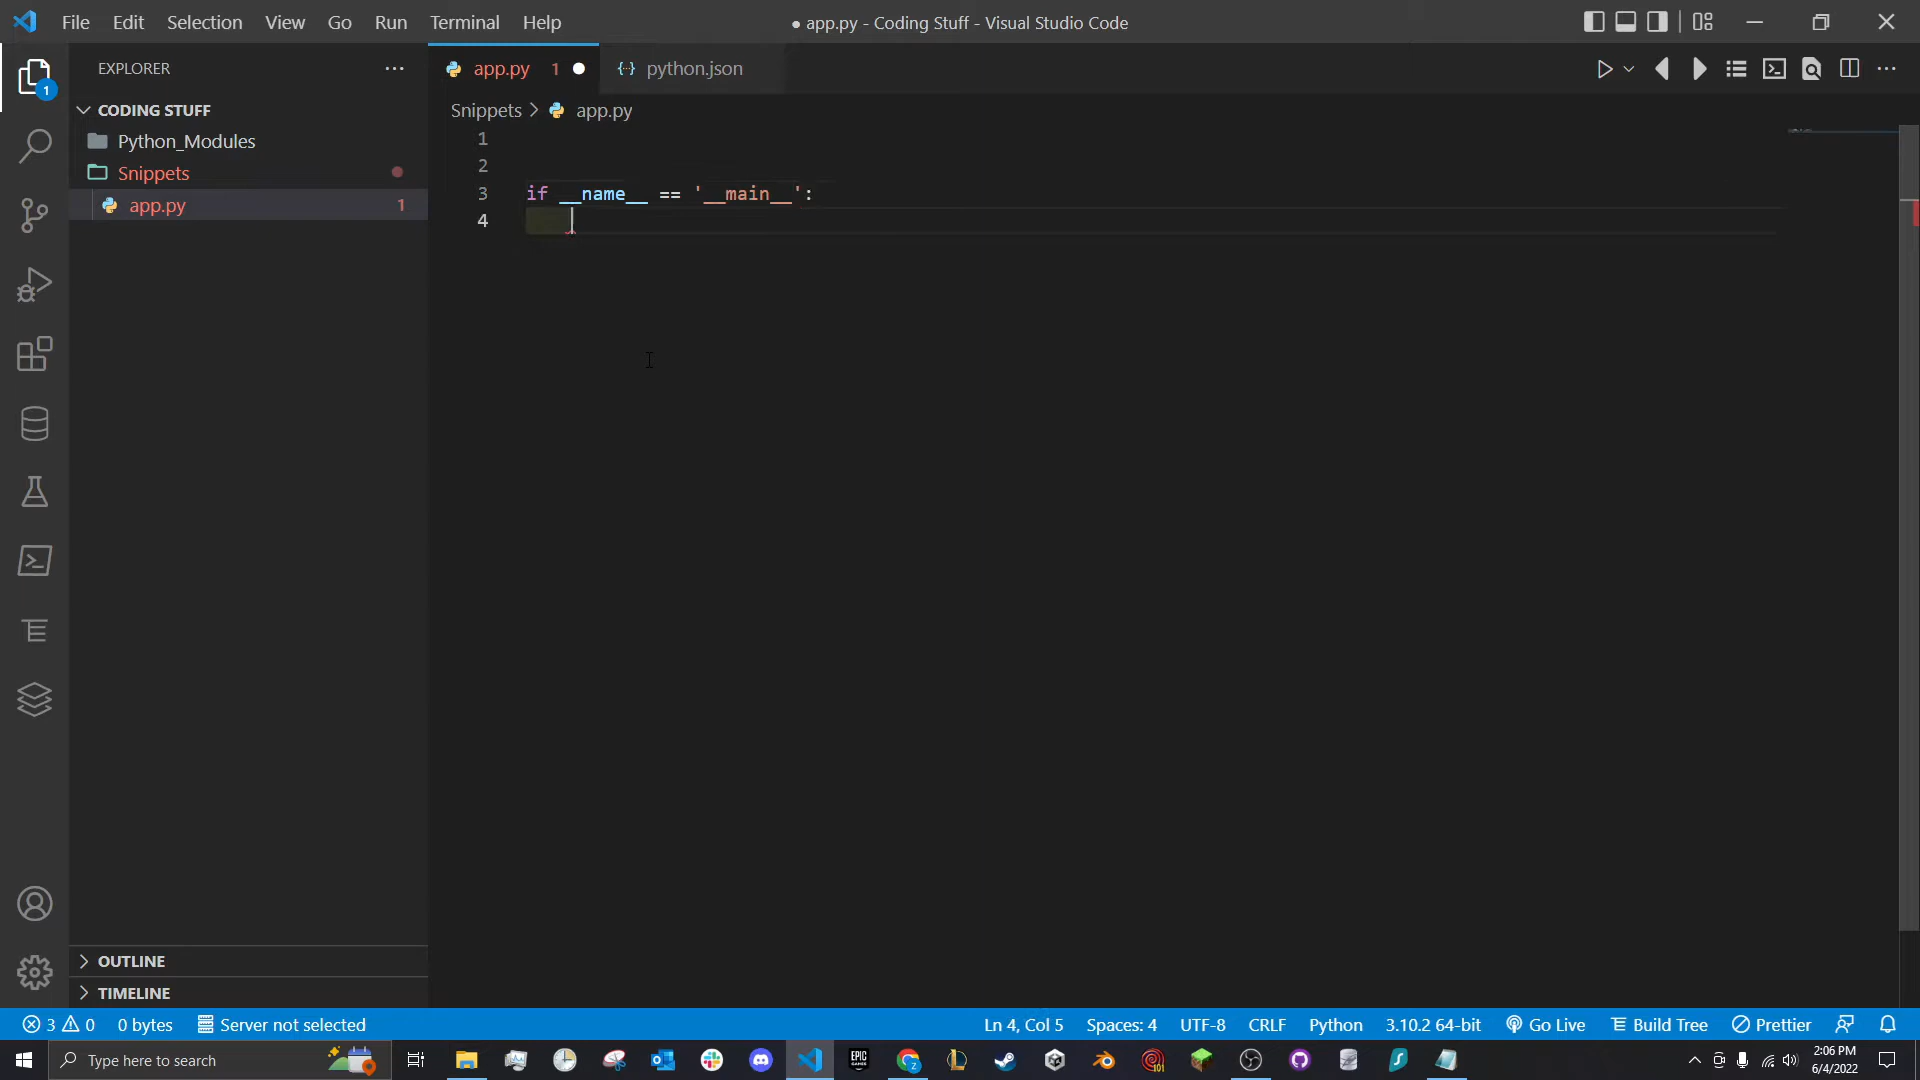 File Edit Selection View Go Run Terminal Help
● app.py - Coding Stuff - Visual Studio Code
EXPLORER
app.py 1
python.json
CODING STUFF
Snippets > app.py
Python_Modules
Snippets
app.py 1
1
2
3 if __name__ == '__main__':
4
1
OUTLINE
TIMELINE
3 0 0 bytes Server not selected
Ln 4, Col 5 Spaces: 4 UTF-8 CRLF Python 3.10.2 64-bit Go Live Build Tree Prettier
Type here to search
EPIC GAMES
101
2:06 PM
6/4/2022